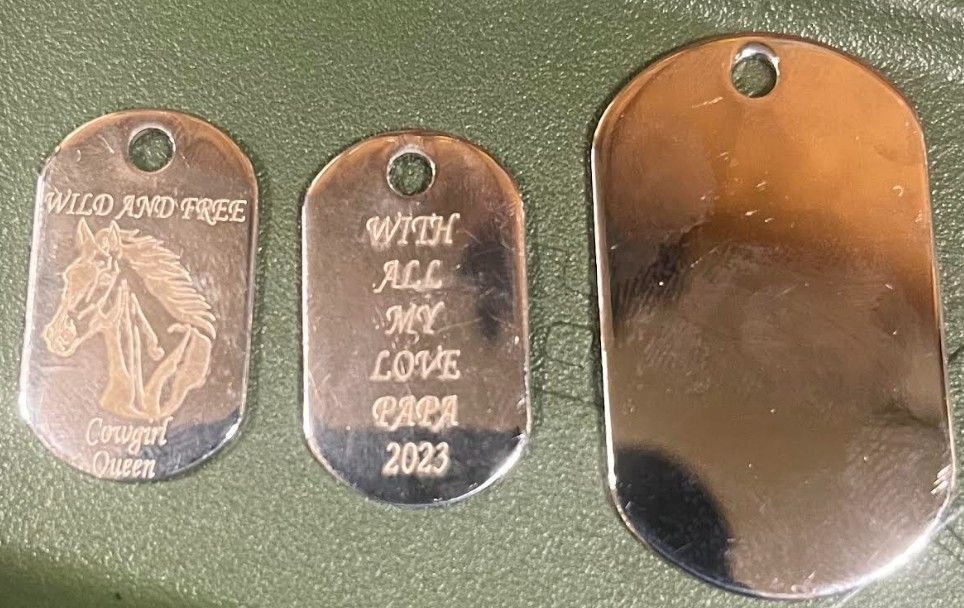 WILD AND FREE
Cowgirl
Queen
WITH
ALL
MY
LOVE
PAPA
2023